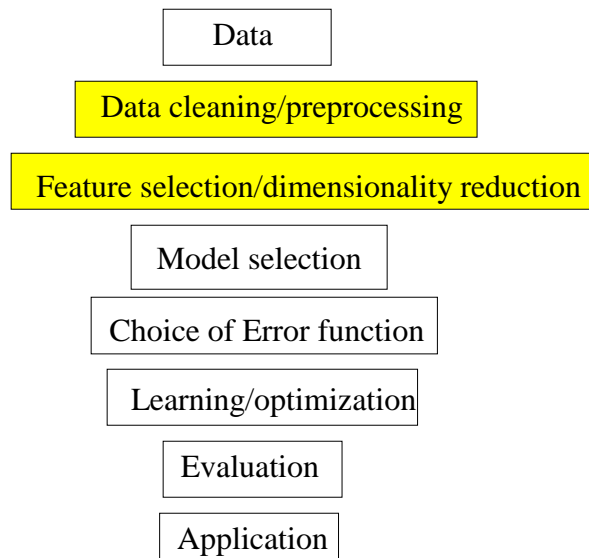 Data
Data cleaning/preprocessing
Feature selection/dimensionality reduction
Model selection
Choice of Error function
Learning/optimization
Evaluation
Application